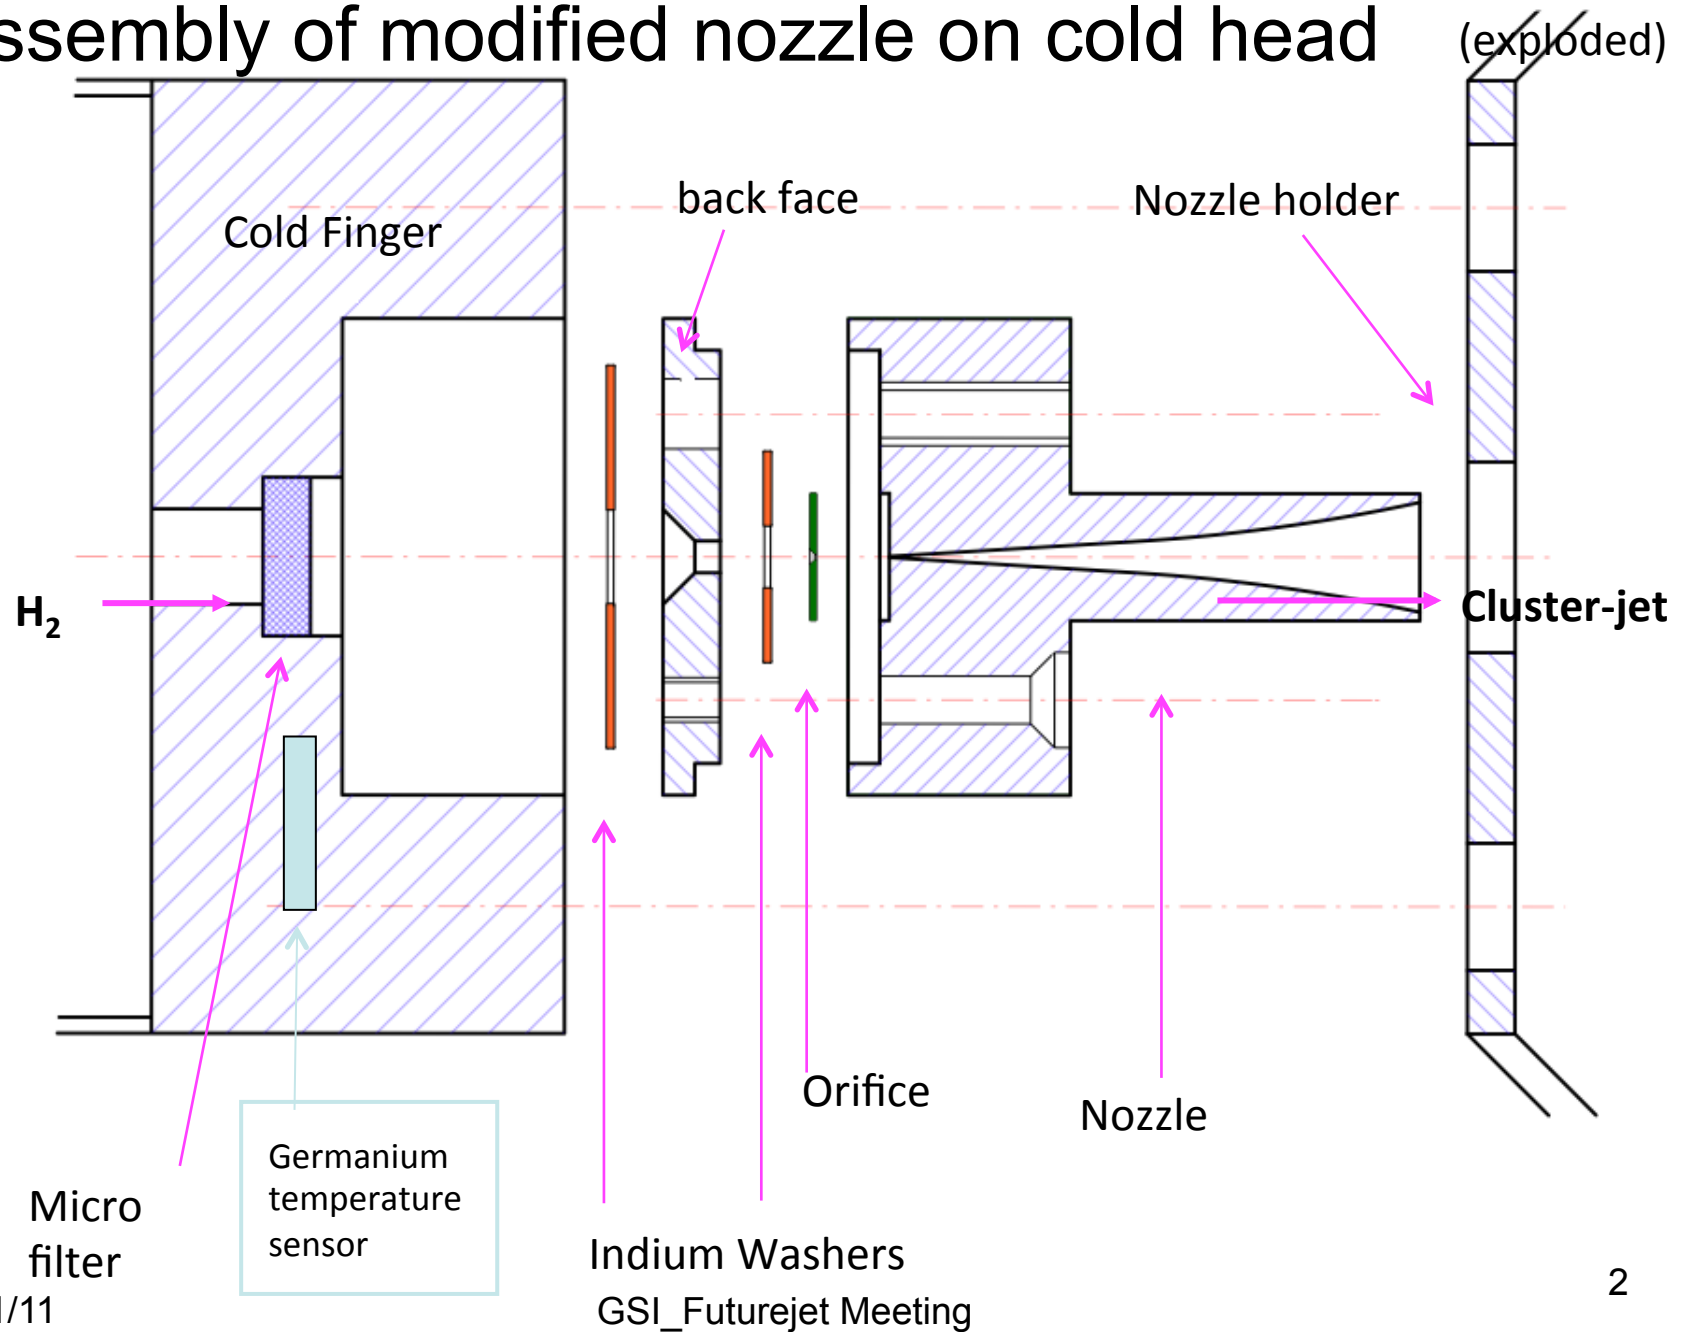 ssembly of modified nozzle on cold head (exploded)
back face
Nozzle holder
Cold Finger
H₂
Cluster-jet
Orifice
Nozzle
Germanium
temperature
sensor
Micro
filter
Indium Washers
1/11
GSI_Futurejet Meeting
2